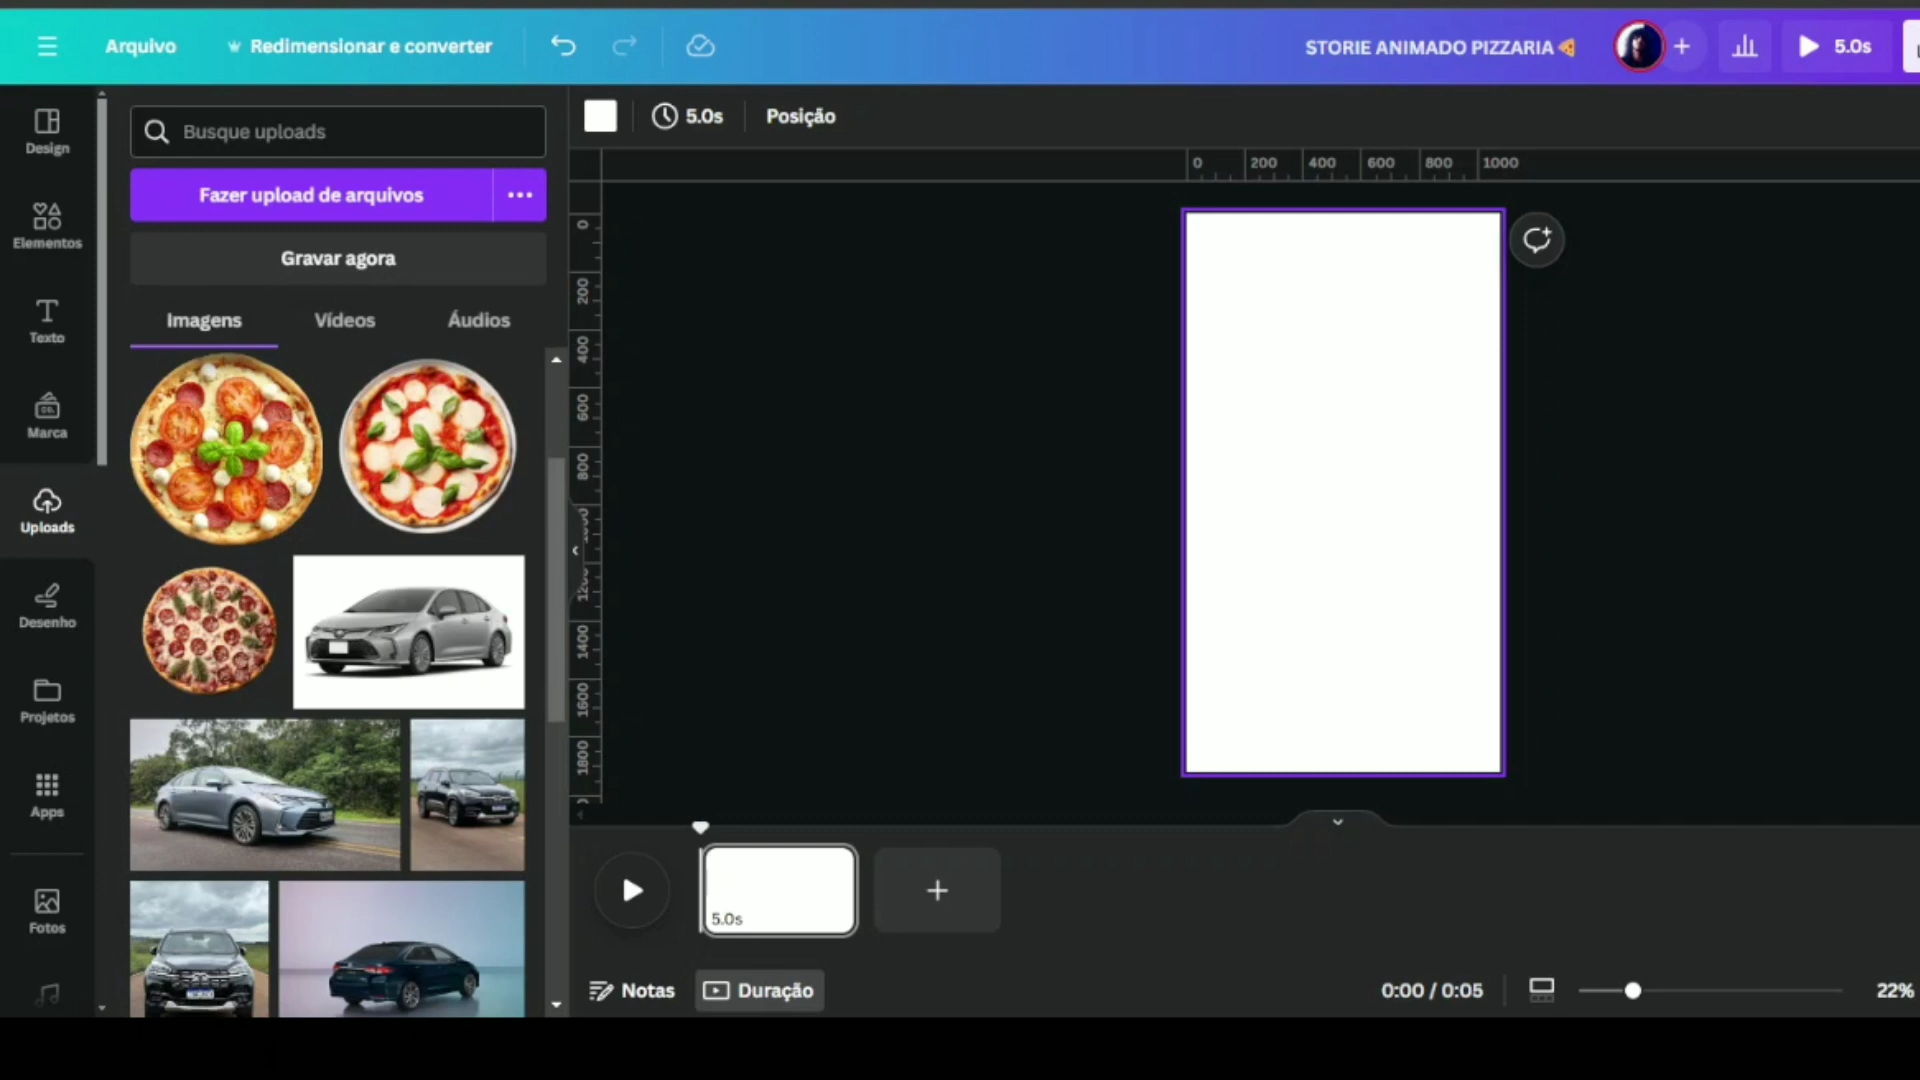 Arquivo
Redimensionar e converter
STORIE ANIMADO PIZZARIA🍕
5.0s
Design
Elementos
Texto
Marca
Uploads
Desenho
Projetos
Apps
Fotos
Busque uploads
Fazer upload de arquivos
Gravar agora
Imagens Vídeos Áudios
5.0s Posição
0 200 400 600 800 1000
0
200
400
600
800
1000
1200
1400
1600
1800
5.0s
Notas Duração
0:00 / 0:05
22%